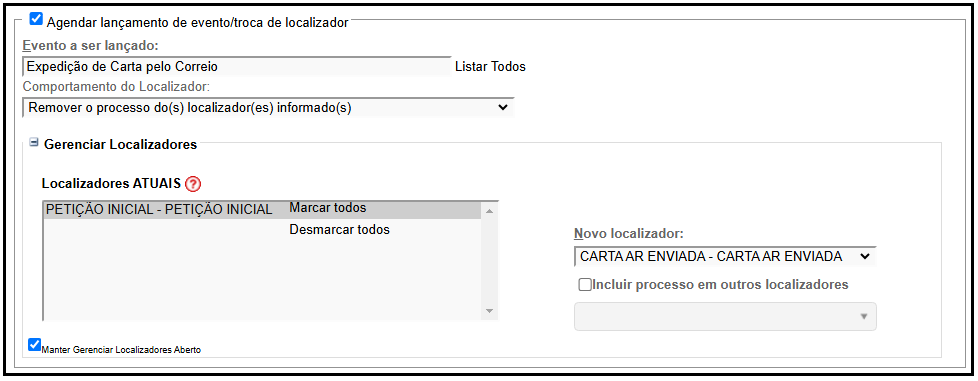 Agendar lançamento de evento/troca de localizador
Evento a ser lançado:
Expedição de Carta pelo Correio Listar Todos
Comportamento do Localizador:
Remover o processo do(s) localizador(es) informado(s)
Gerenciar Localizadores
Localizadores ATUAIS ?
PETIÇÃO INICIAL - PETIÇÃO INICIAL Marcar todos
Desmarcar todos
Novo localizador:
CARTA AR ENVIADA - CARTA AR ENVIADA
Incluir processo em outros localizadores
Manter Gerenciar Localizadores Aberto